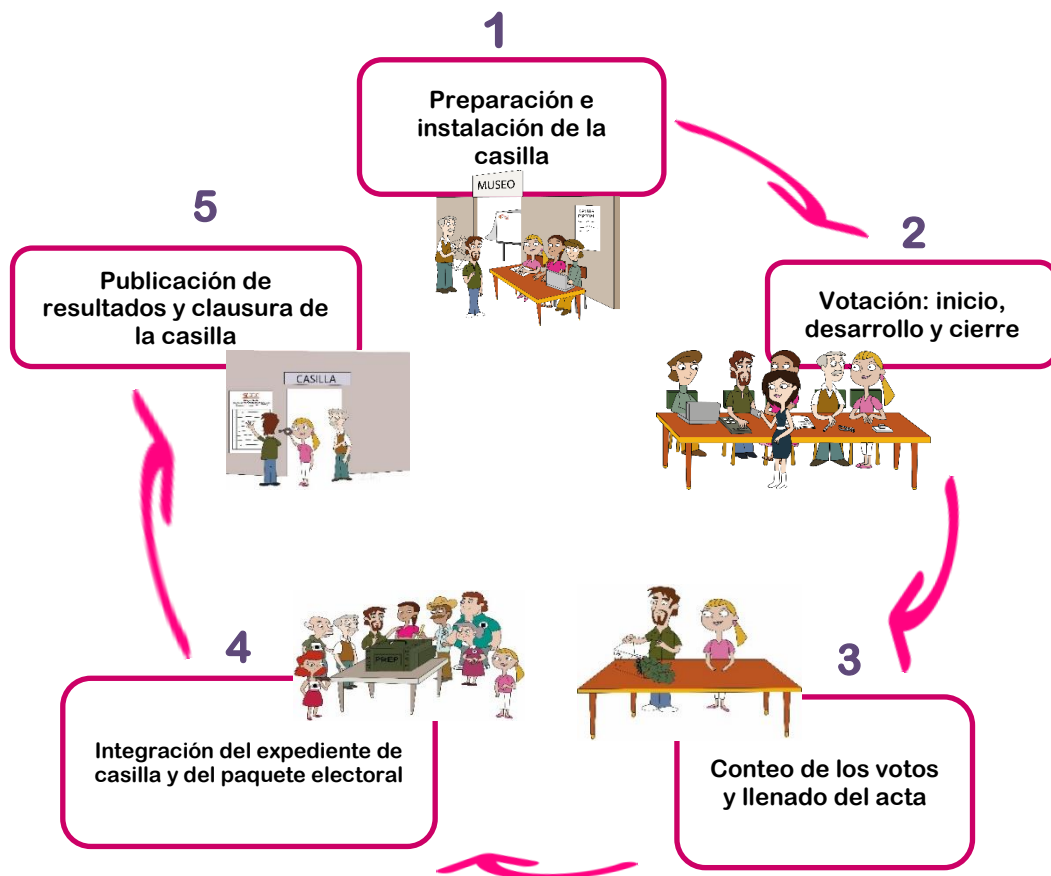 1
Preparación e
instalación de la
casilla
MUSEO
2
Votación: inicio,
desarrollo y cierre
3
Conteo de los votos
y llenado del acta
4
PREP
Integración del expediente de
casilla y del paquete electoral
5
Publicación de
resultados y clausura de
la casilla
CASILLA